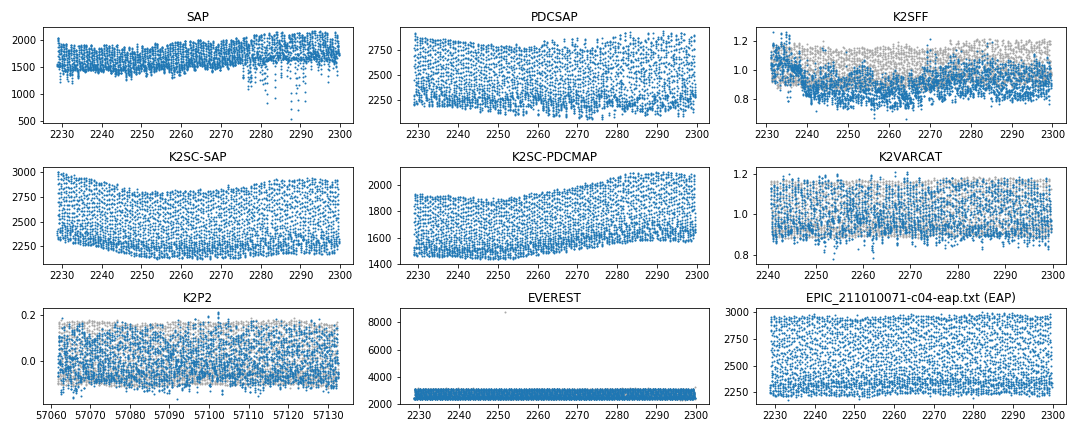 SAP
2000
1500
1000
500
2230 2240 2250 2260 2270 2280 2290 2300
PDCSAP
2750
2500
2250
2230 2240 2250 2260 2270 2280 2290 2300
K2SFF
1.2
1.0
0.8
2230 2240 2250 2260 2270 2280 2290 2300
K2SC-SAP
3000
2750
2500
2250
2230 2240 2250 2260 2270 2280 2290 2300
K2SC-PDCMAP
2000
1800
1600
1400
2230 2240 2250 2260 2270 2280 2290 2300
K2VARCAT
1.2
1.0
0.8
2240 2250 2260 2270 2280 2290 2300
K2P2
0.2
0.0
57060 57070 57080 57090 57100 57110 57120 57130
EVEREST
8000
6000
4000
2000
2230 2240 2250 2260 2270 2280 2290 2300
EPIC_211010071-c04-eap.txt (EAP)
3000
2750
2500
2250
2230 2240 2250 2260 2270 2280 2290 2300